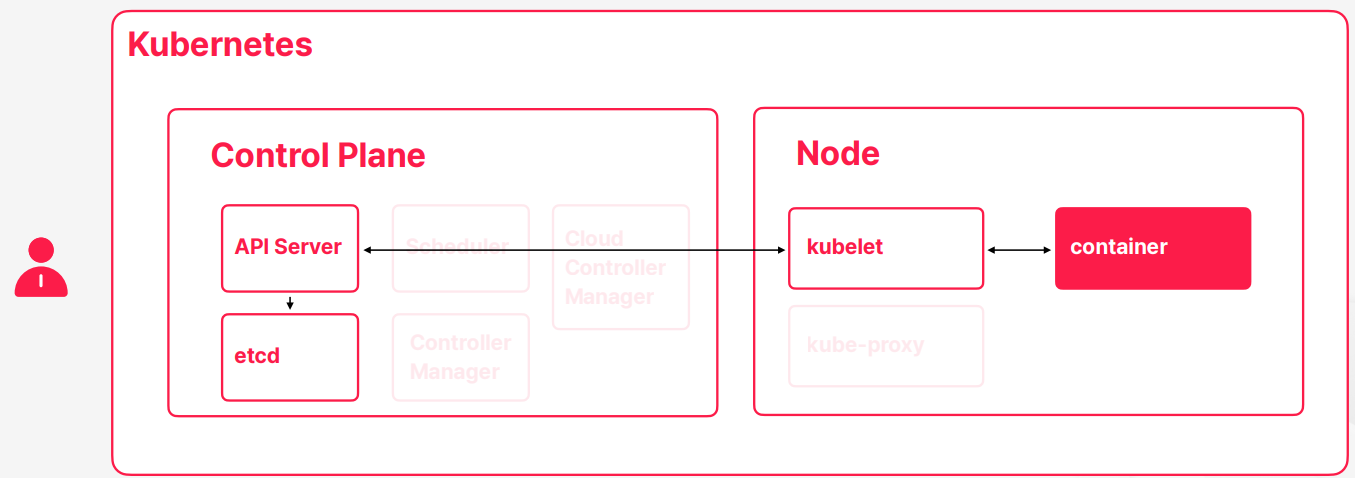 Kubernetes
Control Plane
API Server
Scheduler
Cloud
Controller
Manager
etcd
Controller
Manager
Node
kubelet
container
kube-proxy